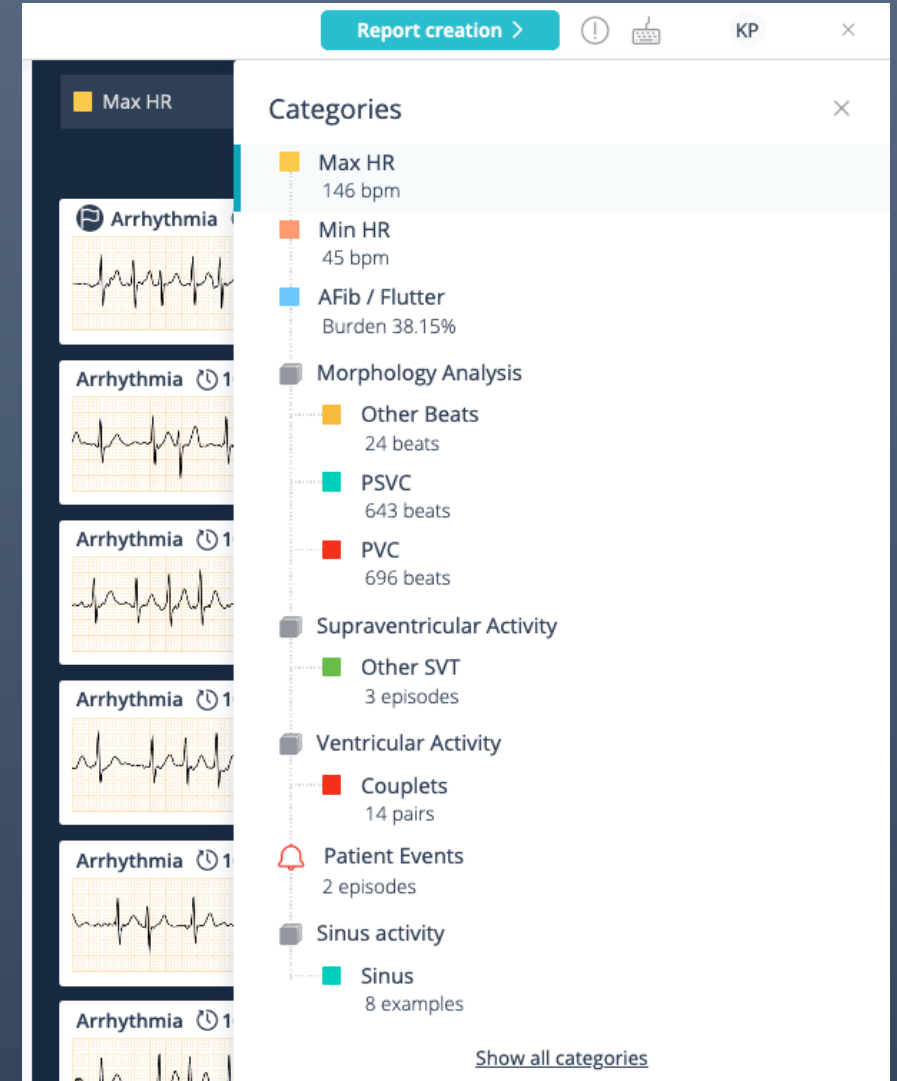 Report creation >
KP
Max HR
Categories
Max HR
146 bpm
Min HR
45 bpm
AFib / Flutter
Burden 38.15%
Morphology Analysis
Other Beats
24 beats
PSVC
643 beats
PVC
696 beats
Supraventricular Activity
Other SVT
3 episodes
Ventricular Activity
Couplets
14 pairs
Patient Events
2 episodes
Sinus activity
Sinus
8 examples
Show all categories
Arrhythmia
Arrhythmia
Arrhythmia
Arrhythmia
Arrhythmia
Arrhythmia